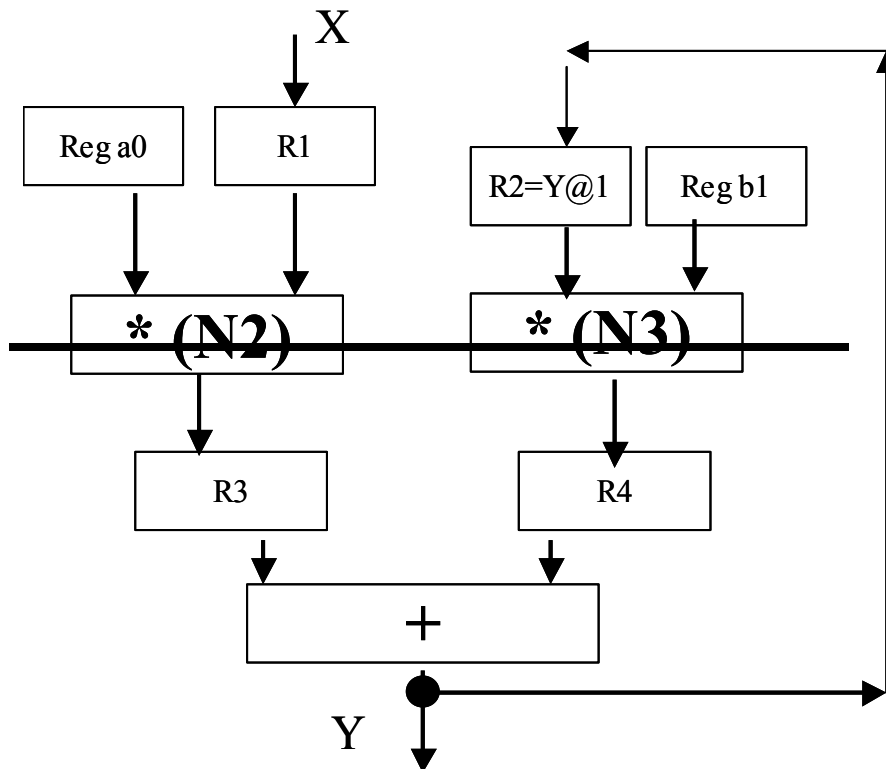 X
Reg a0
R1
R2=Y@1
Reg b1
* (N2)
* (N3)
R3
R4
+
Y